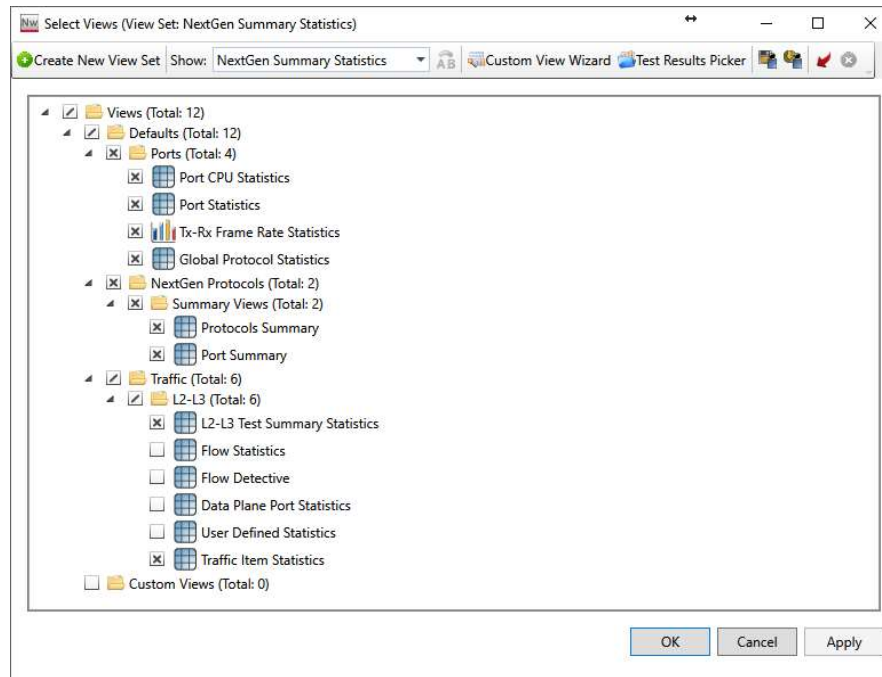 Nw Select Views (View Set: NextGen Summary Statistics)
Create New View Set Show: NextGen Summary Statistics AB Custom View Wizard Test Results Picker
Views (Total: 12)
Defaults (Total: 12)
Ports (Total: 4)
Port CPU Statistics
Port Statistics
Tx-Rx Frame Rate Statistics
Global Protocol Statistics
NextGen Protocols (Total: 2)
Summary Views (Total: 2)
Protocols Summary
Port Summary
Traffic (Total: 6)
L2-L3 (Total: 6)
L2-L3 Test Summary Statistics
Flow Statistics
Flow Detective
Data Plane Port Statistics
User Defined Statistics
Traffic Item Statistics
Custom Views (Total: 0)
OK Cancel Apply